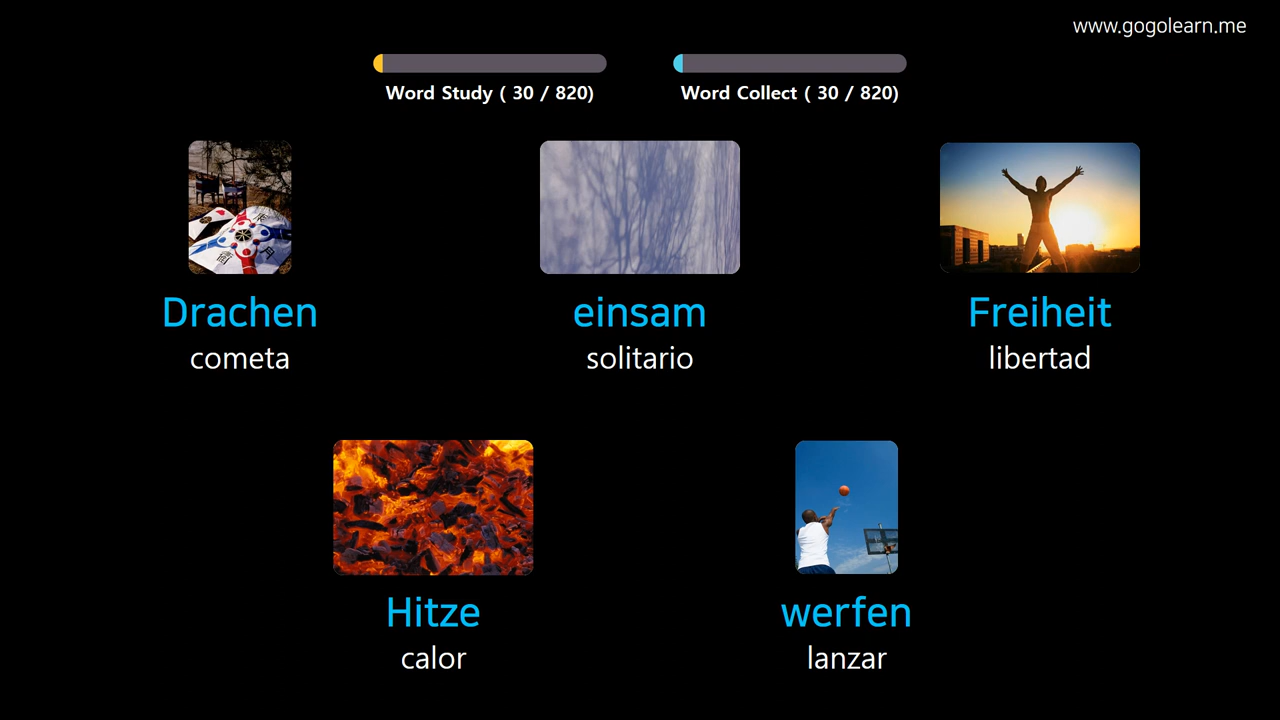 www.gogolearn.me
Word Study ( 30 / 820)
Word Collect ( 30 / 820)
Drachen
cometa
einsam
solitario
Freiheit
libertad
Hitze
calor
werfen
lanzar